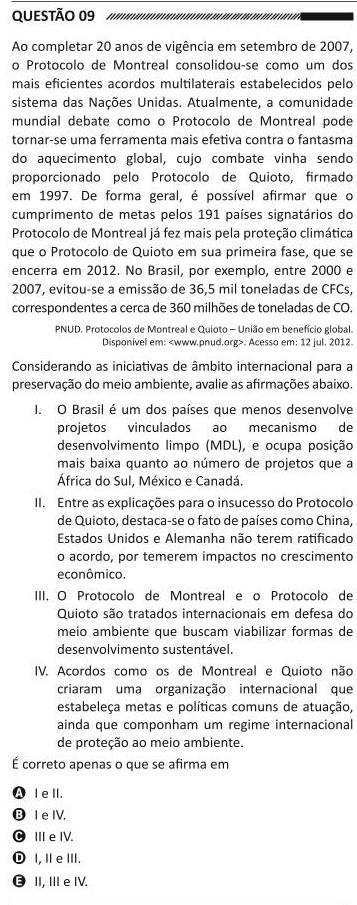 QUESTÃO 09
Ao completar 20 anos de vigência em setembro de 2007,
o Protocolo de Montreal consolidou-se como um dos
mais eficientes acordos multilaterais estabelecidos pelo
sistema das Nações Unidas. Atualmente, a comunidade
mundial debate como o Protocolo de Montreal pode
tornar-se uma ferramenta mais efetiva contra o fantasma
do aquecimento global, cujo combate vinha sendo
proporcionado pelo Protocolo de Quioto, firmado
em 1997. De forma geral, é possível afirmar que o
cumprimento de metas pelos 191 países signatários do
Protocolo de Montreal já fez mais pela proteção climática
que o Protocolo de Quioto em sua primeira fase, que se
encerra em 2012. No Brasil, por exemplo, entre 2000 e
2007, evitou-se a emissão de 36,5 mil toneladas de CFCs,
correspondentes a cerca de 360 milhões de toneladas de CO.
PNUD. Protocolos de Montreal e Quioto – União em benefício global.
Disponível em: <www.pnud.org>. Acesso em: 12 jul. 2012.
Considerando as iniciativas de âmbito internacional para a
preservação do meio ambiente, avalie as afirmações abaixo.
I. O Brasil é um dos países que menos desenvolve
projetos vinculados ao mecanismo de
desenvolvimento limpo (MDL), e ocupa posição
mais baixa quanto ao número de projetos que a
África do Sul, México e Canadá.
II. Entre as explicações para o insucesso do Protocolo
de Quioto, destaca-se o fato de países como China,
Estados Unidos e Alemanha não terem ratificado
o acordo, por temerem impactos no crescimento
econômico.
III. O Protocolo de Montreal e o Protocolo de
Quioto são tratados internacionais em defesa do
meio ambiente que buscam viabilizar formas de
desenvolvimento sustentável.
IV. Acordos como os de Montreal e Quioto não
criaram uma organização internacional que
estabeleça metas e políticas comuns de atuação,
ainda que componham um regime internacional
de proteção ao meio ambiente.
É correto apenas o que se afirma em
A I e II.
B I e IV.
C III e IV.
D I, II e III.
E II, III e IV.